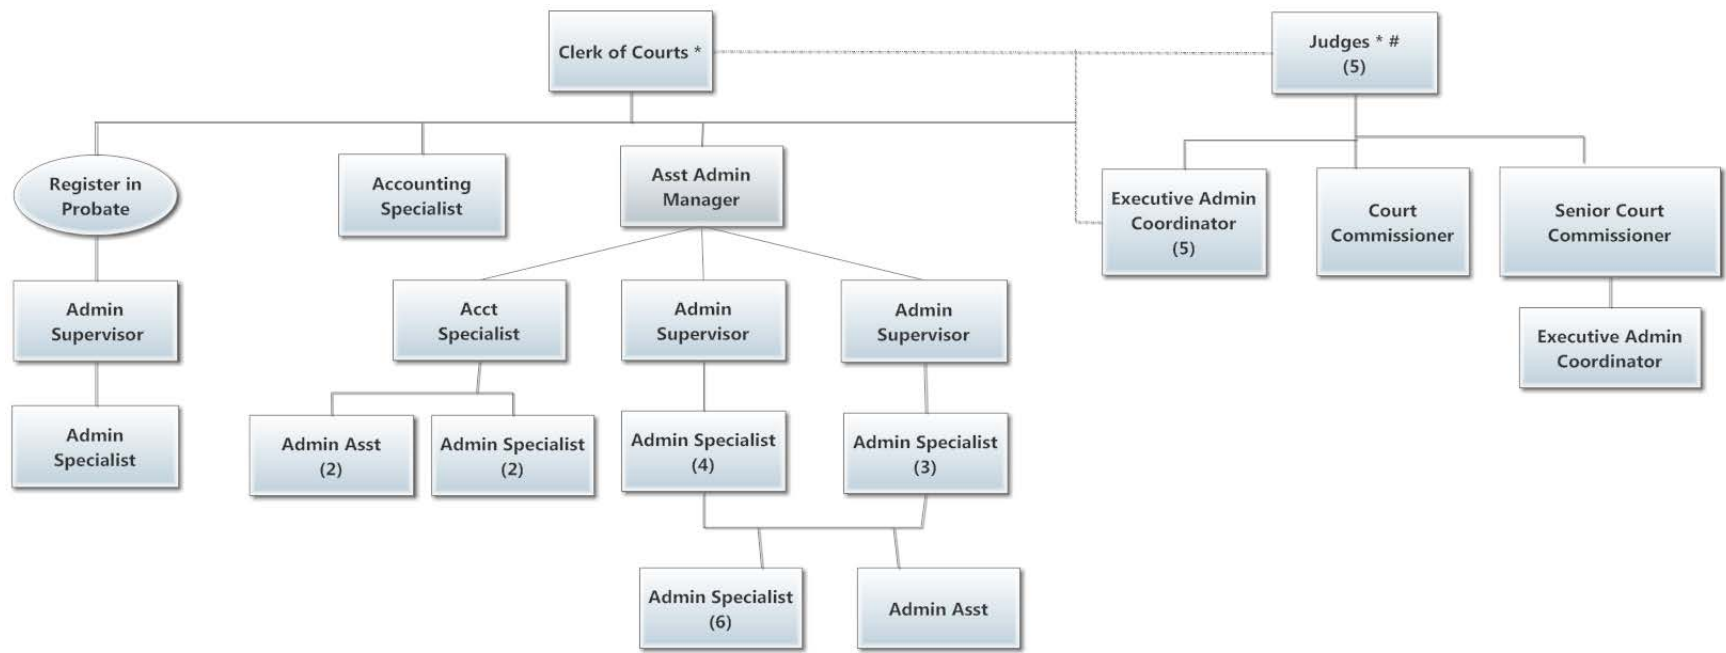 Clerk of Courts *
Judges * #
(5)
Register in
Probate
Accounting
Specialist
Asst Admin
Manager
Executive Admin
Coordinator
(5)
Court
Commissioner
Senior Court
Commissioner
Admin
Supervisor
Acct
Specialist
Admin
Supervisor
Admin
Supervisor
Executive Admin
Coordinator
Admin
Specialist
Admin Asst
(2)
Admin Specialist
(2)
Admin Specialist
(4)
Admin Specialist
(3)
Admin Specialist
(6)
Admin Asst